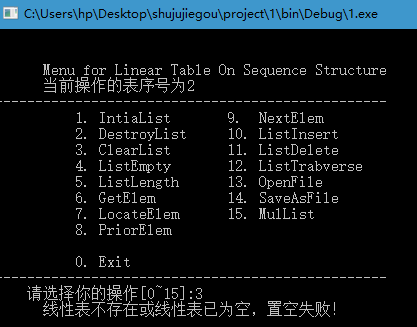 C:\Users\hp\Desktop\shujujiegou\project\1\bin\Debug\1.exe
Menu for Linear Table On Sequence Structure
当前操作的表序号为2
-------------------------------------------------
1. IntiaList 9. NextElem
2. DestroyList 10. ListInsert
3. ClearList 11. ListDelete
4. ListEmpty 12. ListTrabverse
5. ListLength 13. OpenFile
6. GetElem 14. SaveAsFile
7. LocateElem 15. MulList
8. PriorElem
0. Exit
-------------------------------------------------
请选择你的操作[0~15]:3
线性表不存在或线性表已为空，置空失败!